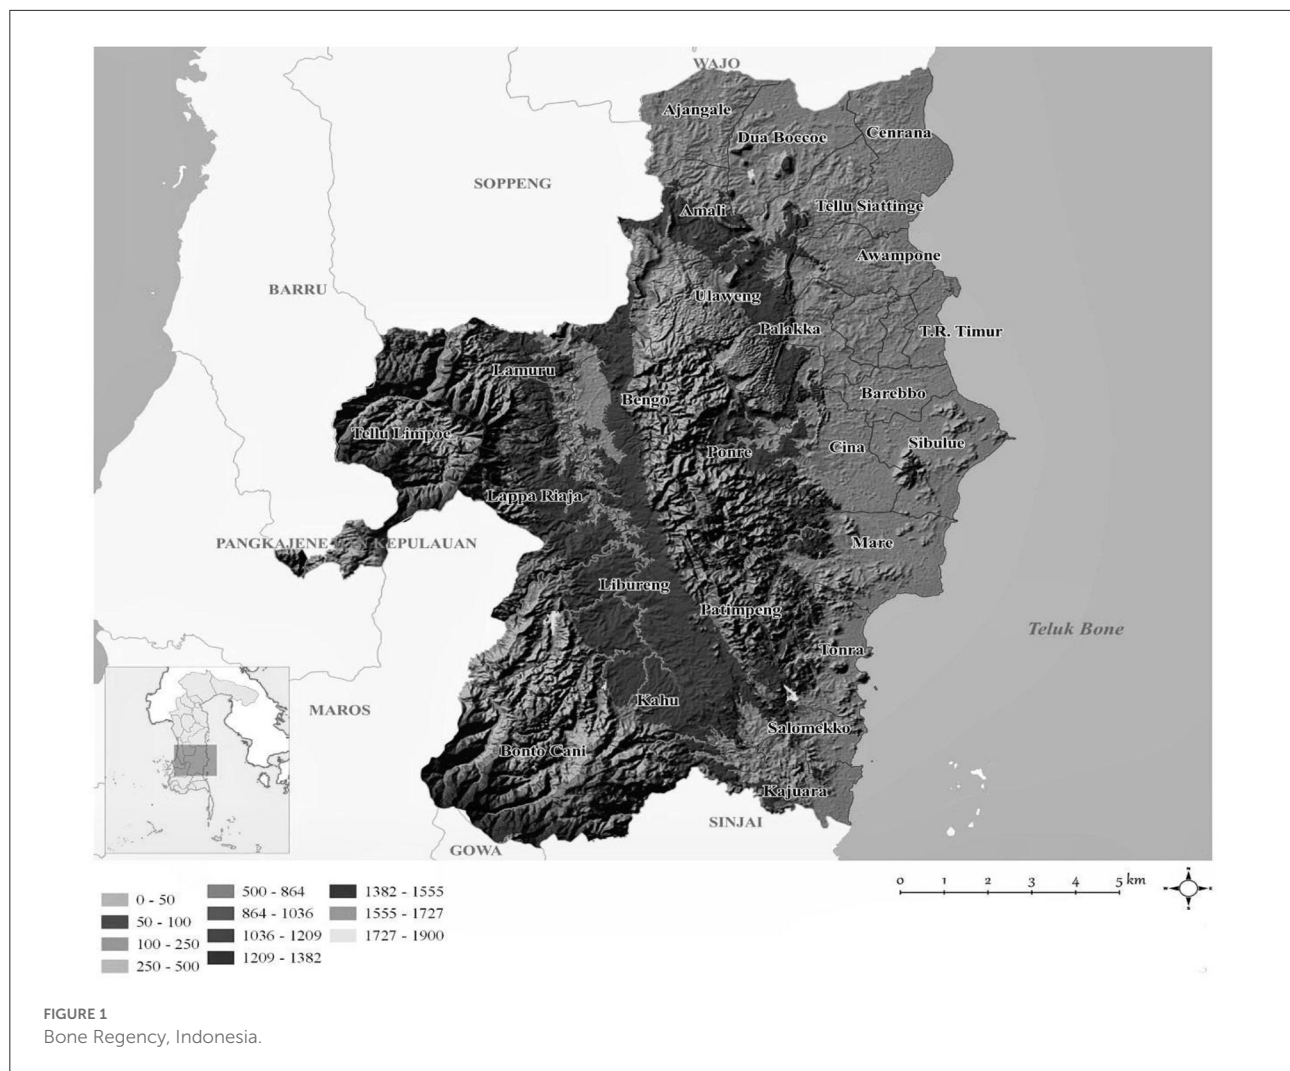 WAJO
Ajangale
Dua Boccoe
Cenrana
SOPPENG
Amali
Tellu Siattinge
Awampone
BARRU
Ulaweng
Palakka
T.R. Timur
Lamuru
Bengo
Barebbo
Tellu Limpoe
Ponre
Cina
Sibulue
Lappa Riaja
PANGKAJENE
KEPULAUAN
Mare
Libureng
Patimpeng
Teluk Bone
Tonra
MAROS
Kahu
Salomekko
Bonto Cani
Kajuara
SINJAI
GOWA
0 - 50
50 - 100
100 - 250
250 - 500
500 - 864
864 - 1036
1036 - 1209
1209 - 1382
1382 - 1555
1555 - 1727
1727 - 1900
0 1 2 3 4 5 km
FIGURE 1
Bone Regency, Indonesia.